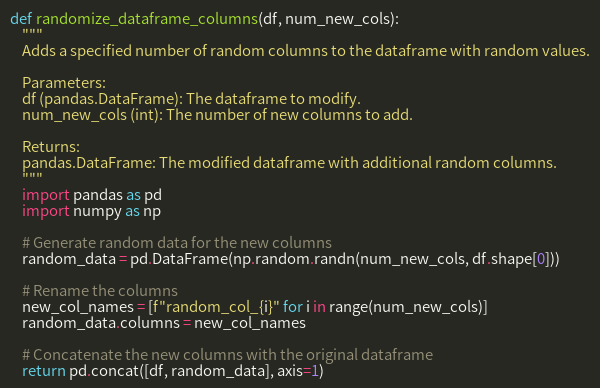 def randomize_dataframe_columns(df, num_new_cols):
    """
    Adds a specified number of random columns to the dataframe with random values.

    Parameters:
    df (pandas.DataFrame): The dataframe to modify.
    num_new_cols (int): The number of new columns to add.

    Returns:
    pandas.DataFrame: The modified dataframe with additional random columns.
    """
    import pandas as pd
    import numpy as np

    # Generate random data for the new columns
    random_data = pd.DataFrame(np.random.randn(num_new_cols, df.shape[0]))

    # Rename the columns
    new_col_names = [f"random_col_{i}" for i in range(num_new_cols)]
    random_data.columns = new_col_names

    # Concatenate the new columns with the original dataframe
    return pd.concat([df, random_data], axis=1)